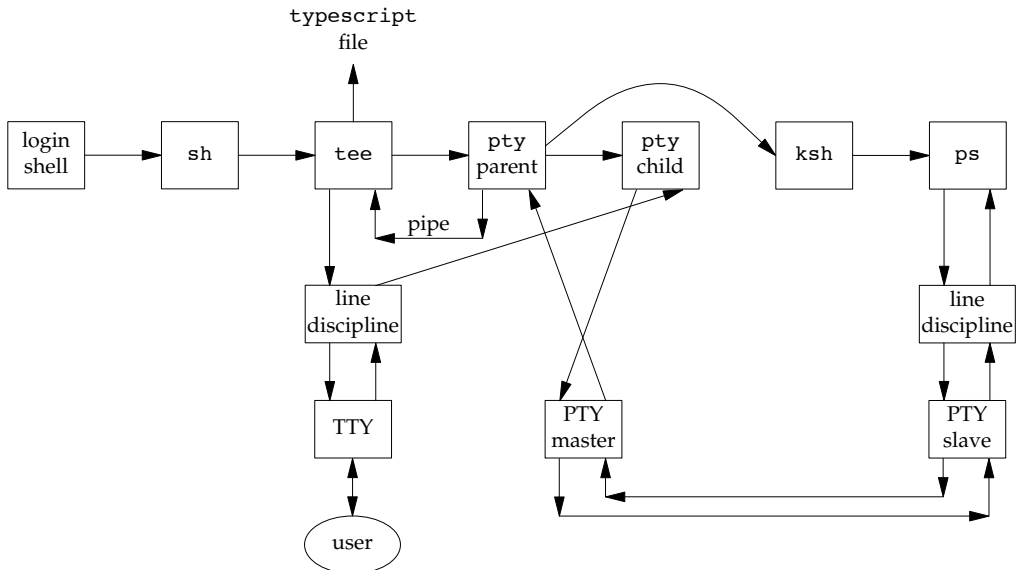 typescript
file
login
shell
sh
tee
pty
parent
pty
child
ksh
ps
pipe
line
discipline
line
discipline
TTY
PTY
master
PTY
slave
user